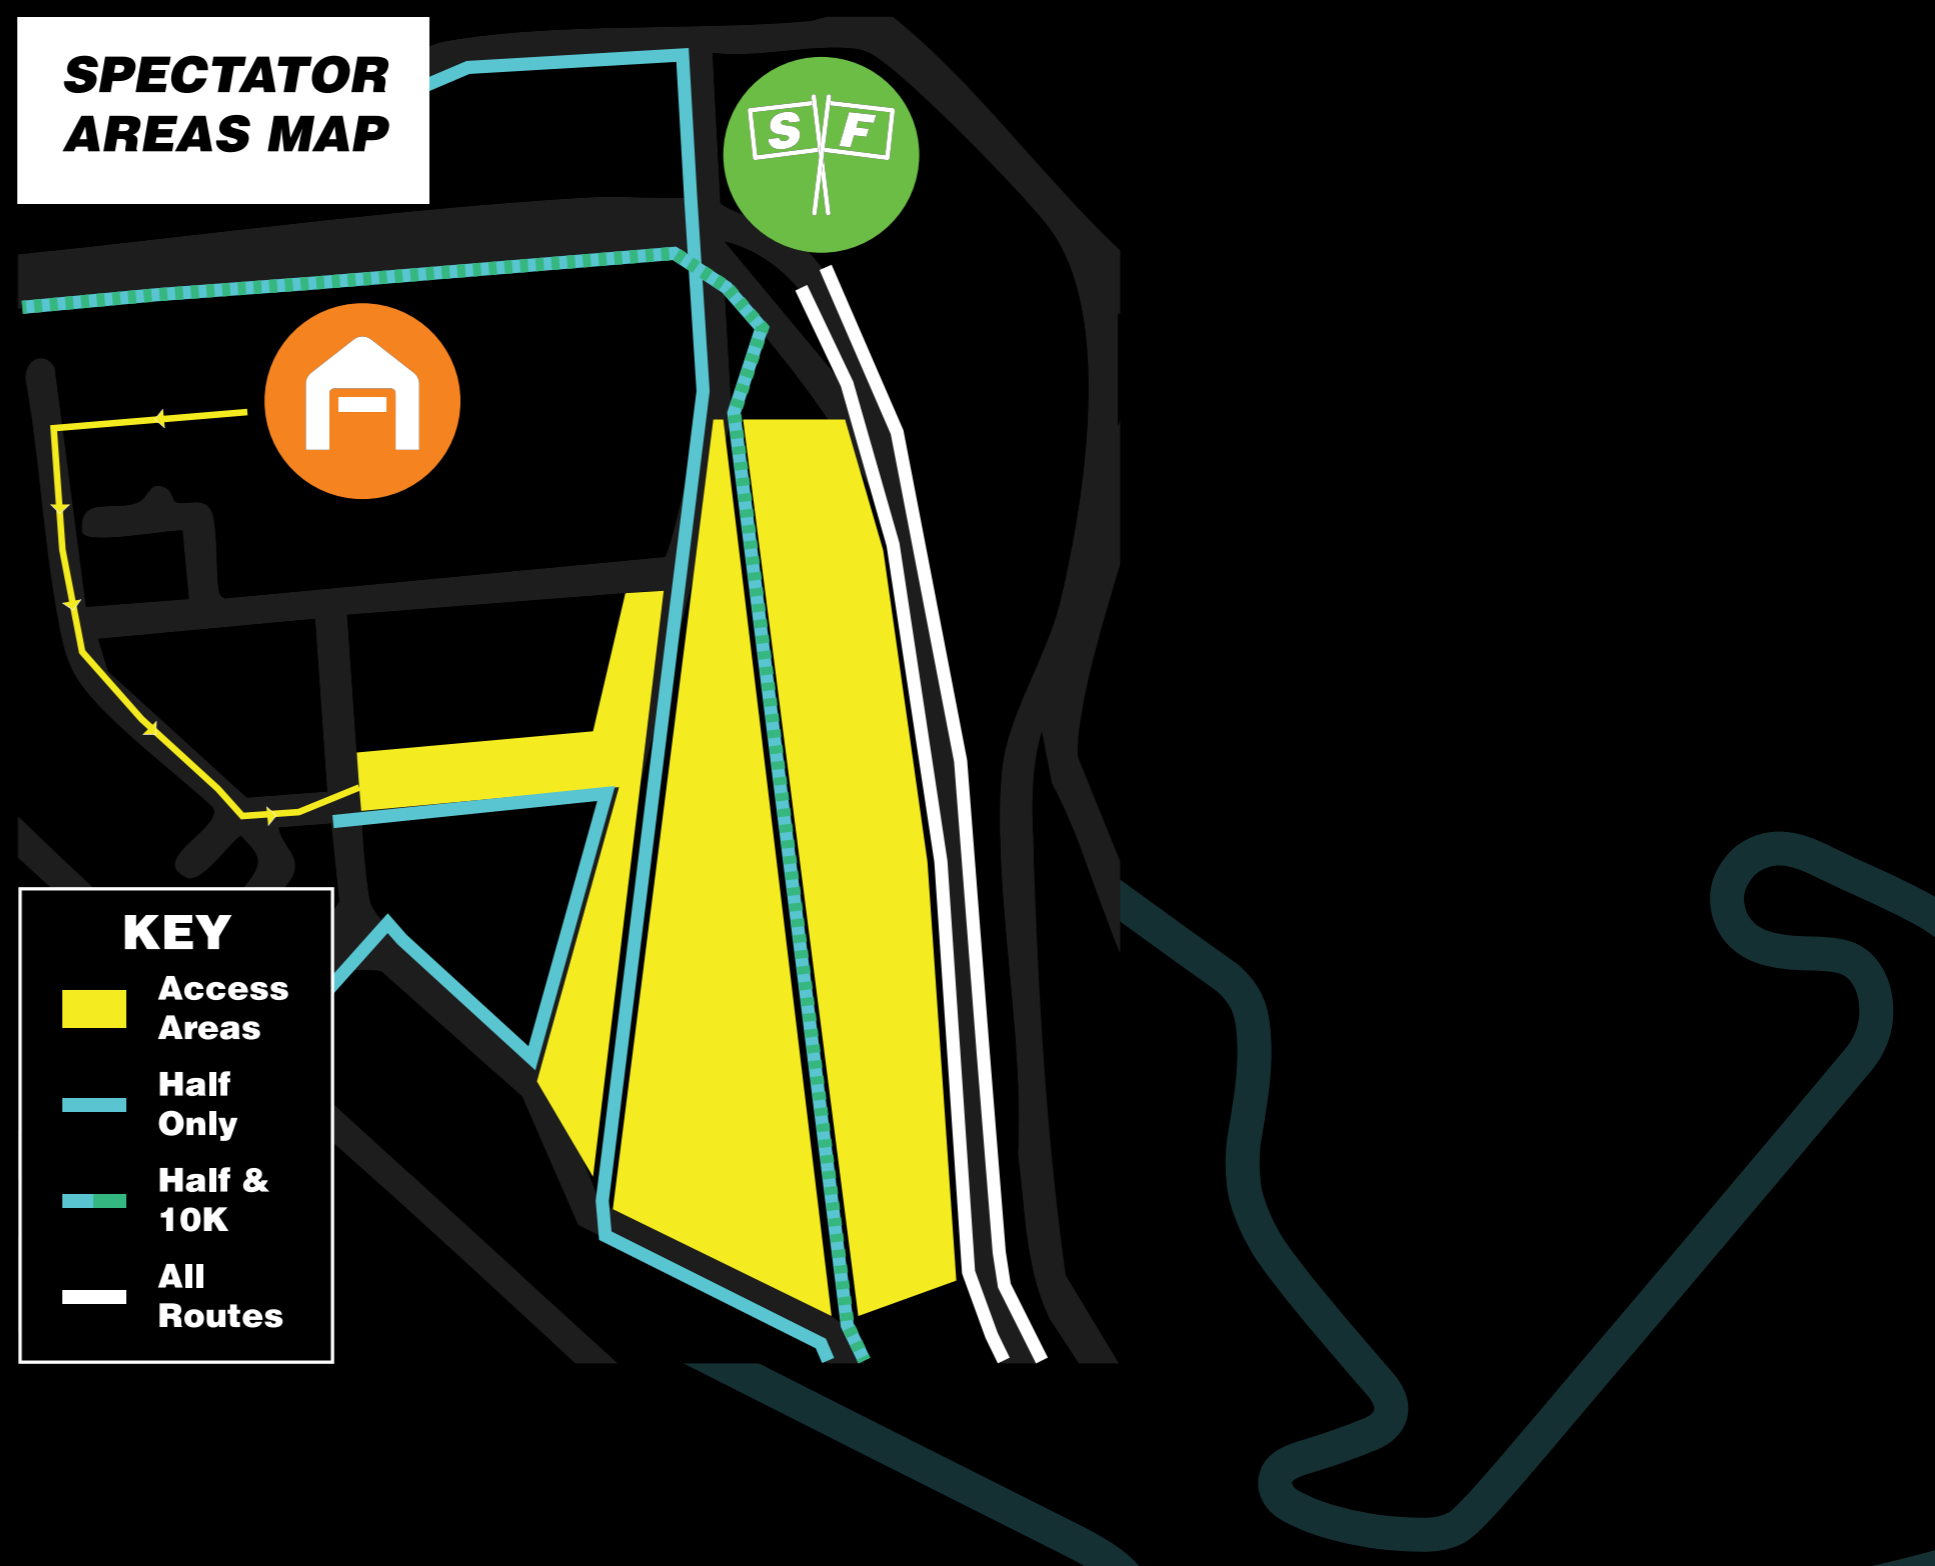 SPECTATOR
AREAS MAP
S F
KEY
Access
Areas
Half
Only
Half &
10K
All
Routes